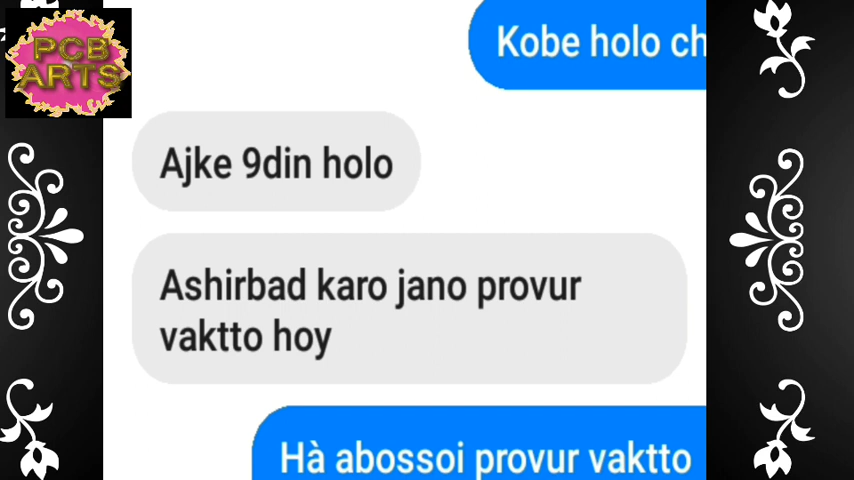 PCB
ARTS
Kobe holo ch
Ajke 9din holo
Ashirbad karo jano provur
vaktto hoy
Hà abossoi provur vaktto